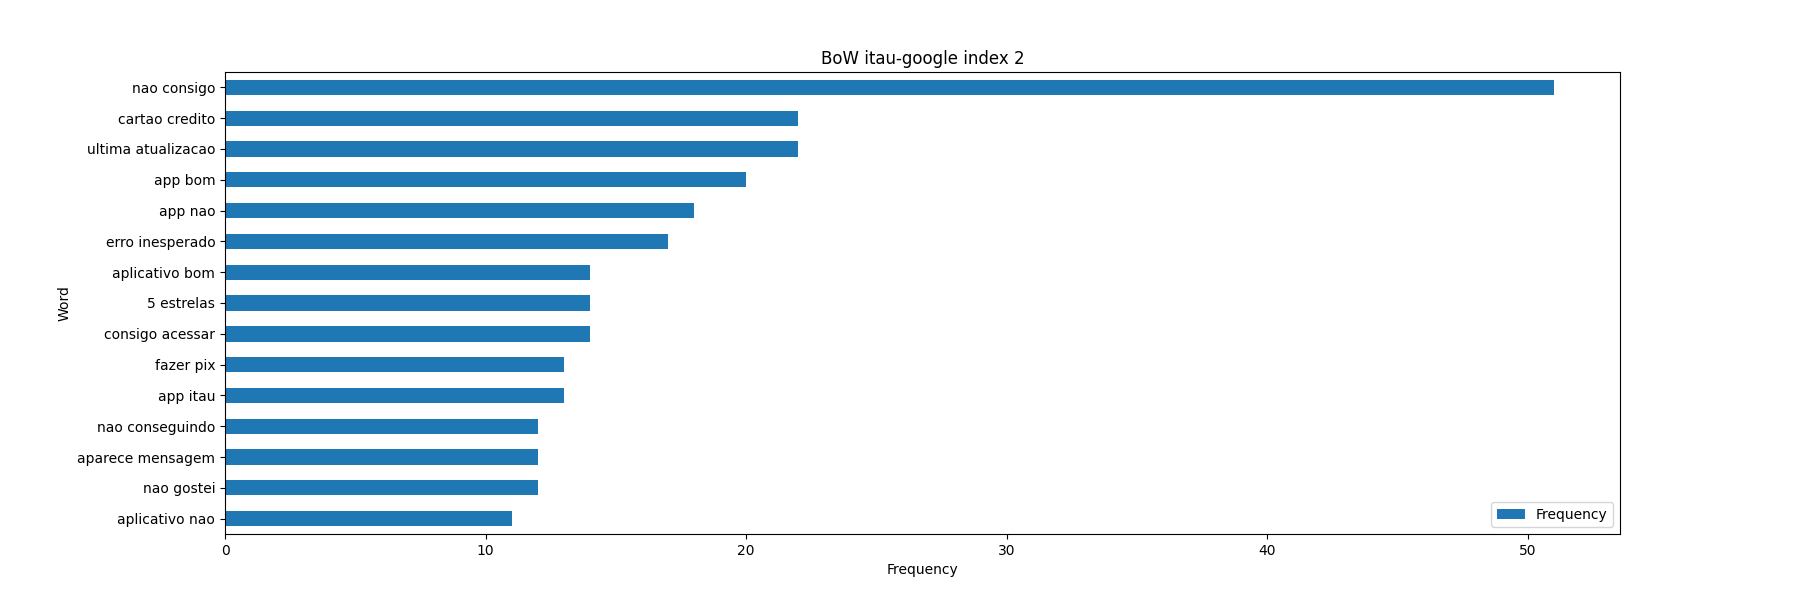 BoW itau-google index 2
nao consigo
cartao credito
ultima atualizacao
app bom
app nao
erro inesperado
aplicativo bom
5 estrelas
consigo acessar
fazer pix
app itau
nao conseguindo
aparece mensagem
nao gostei
aplicativo nao
Word
Frequency
0 10 20 30 40 50
Frequency